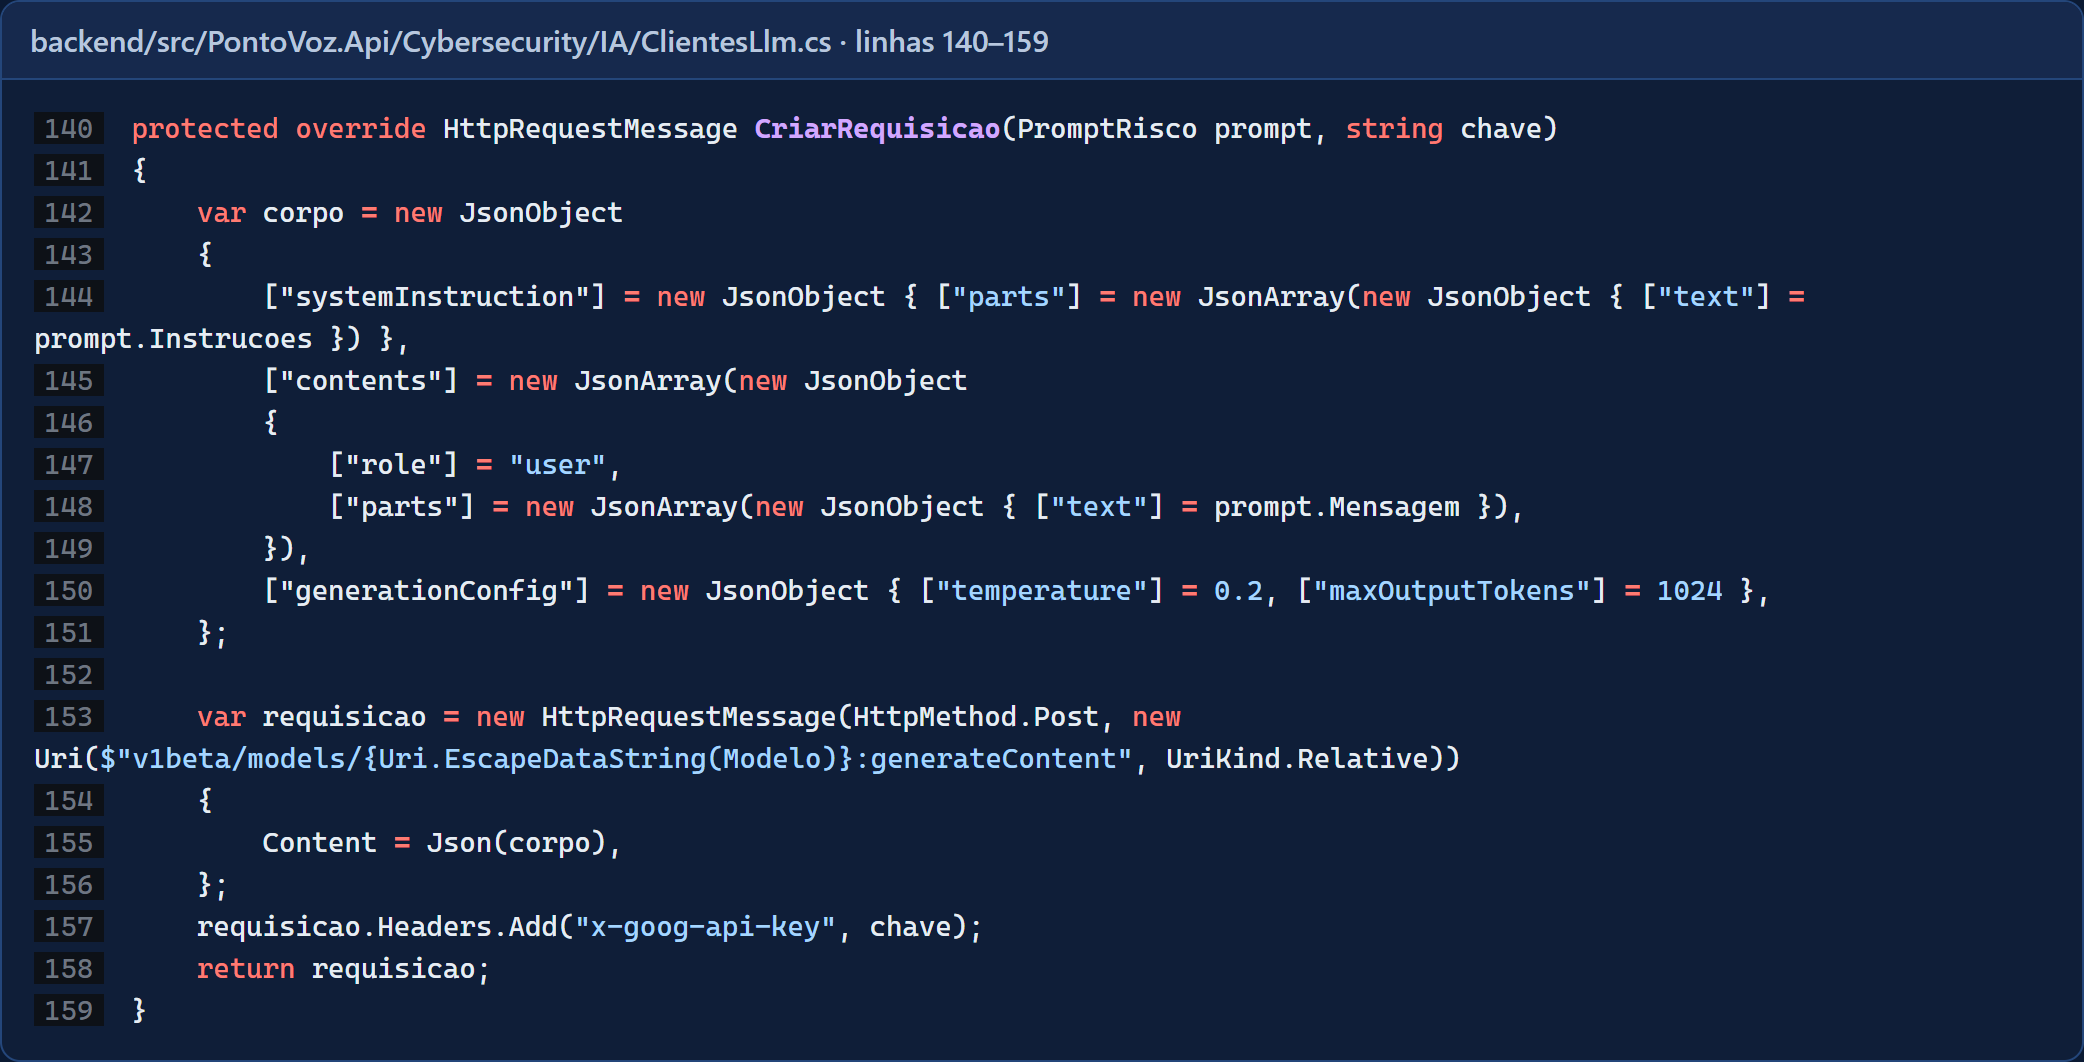 backend/src/PontoVoz.Api/Cybersecurity/IA/ClientesLlm.cs · linhas 140–159
140 protected override HttpRequestMessage CriarRequisicao(PromptRisco prompt, string chave)
141 {
142     var corpo = new JsonObject
143     {
144         ["systemInstruction"] = new JsonObject { ["parts"] = new JsonArray(new JsonObject { ["text"] =
prompt.Instrucoes }) },
145         ["contents"] = new JsonArray(new JsonObject
146         {
147             ["role"] = "user",
148             ["parts"] = new JsonArray(new JsonObject { ["text"] = prompt.Mensagem }),
149         }),
150         ["generationConfig"] = new JsonObject { ["temperature"] = 0.2, ["maxOutputTokens"] = 1024 },
151     };
152
153     var requisicao = new HttpRequestMessage(HttpMethod.Post, new
Uri($"v1beta/models/{Uri.EscapeDataString(Modelo)}:generateContent", UriKind.Relative))
154     {
155         Content = Json(corpo),
156     };
157     requisicao.Headers.Add("x-goog-api-key", chave);
158     return requisicao;
159 }